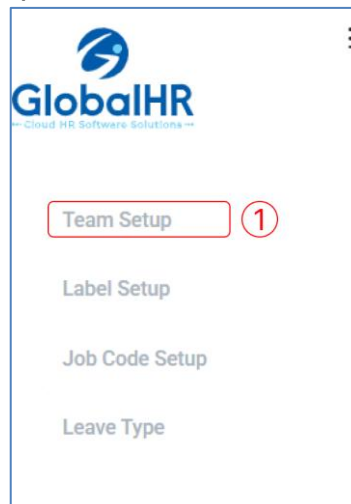 GlobalHR
Cloud HR Software Solutions
Team Setup 1
Label Setup
Job Code Setup
Leave Type